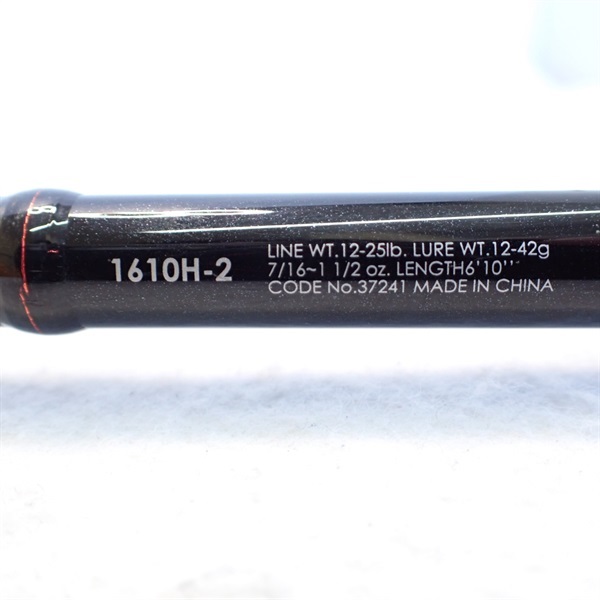 1610H-2
LINE WT.12-25lb. LURE WT.12-42g
7/16~1 1/2 oz. LENGTH6'10''
CODE No.37241 MADE IN CHINA